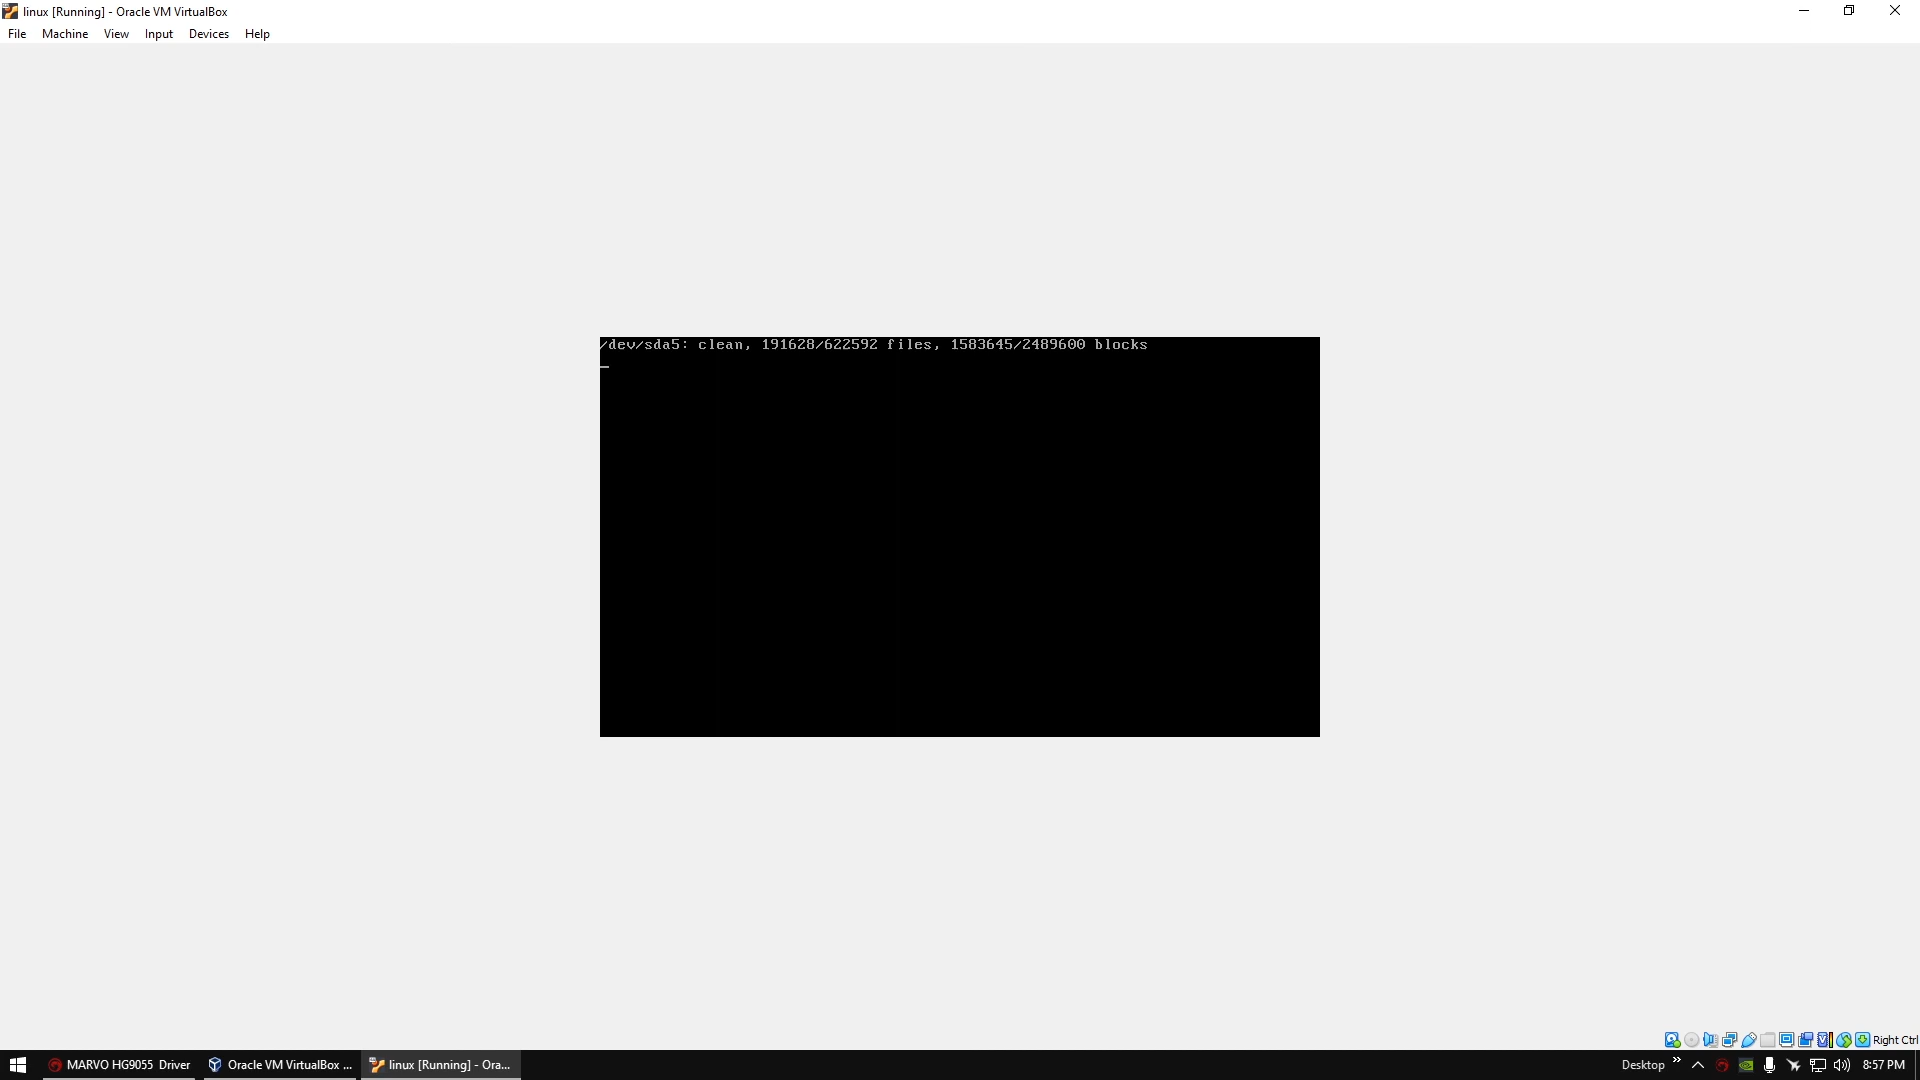 linux [Running] - Oracle VM VirtualBox
File Machine View Input Devices Help
/dev/sda5: clean, 191628/622592 files, 1583645/2489600 blocks
Right Ctrl
MARVO HG9055 Driver
Oracle VM VirtualBox ...
linux [Running] - Ora...
Desktop
8:57 PM